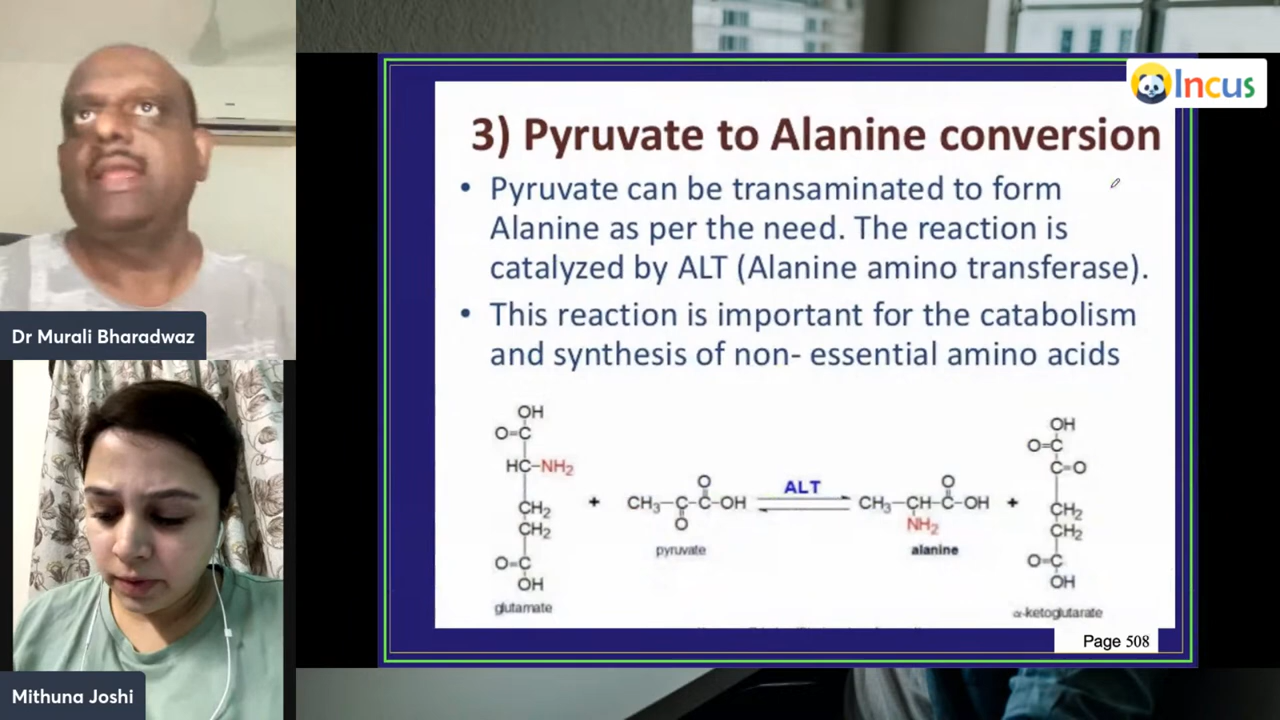 Incus
3) Pyruvate to Alanine conversion
• Pyruvate can be transaminated to form
Alanine as per the need. The reaction is
catalyzed by ALT (Alanine amino transferase).
• This reaction is important for the catabolism
and synthesis of non- essential amino acids
OH
O=C
HC–NH₂
CH₂
CH₂
O=C
OH
glutamate
+
O O
CH₃–C–C–OH
pyruvate
ALT
O
CH₃–CH–C–OH
NH₂
alanine
+
OH
O=C
C=O
CH₂
CH₂
O=C
OH
α-ketoglutarate
Page 508
Dr Murali Bharadwaz
Mithuna Joshi